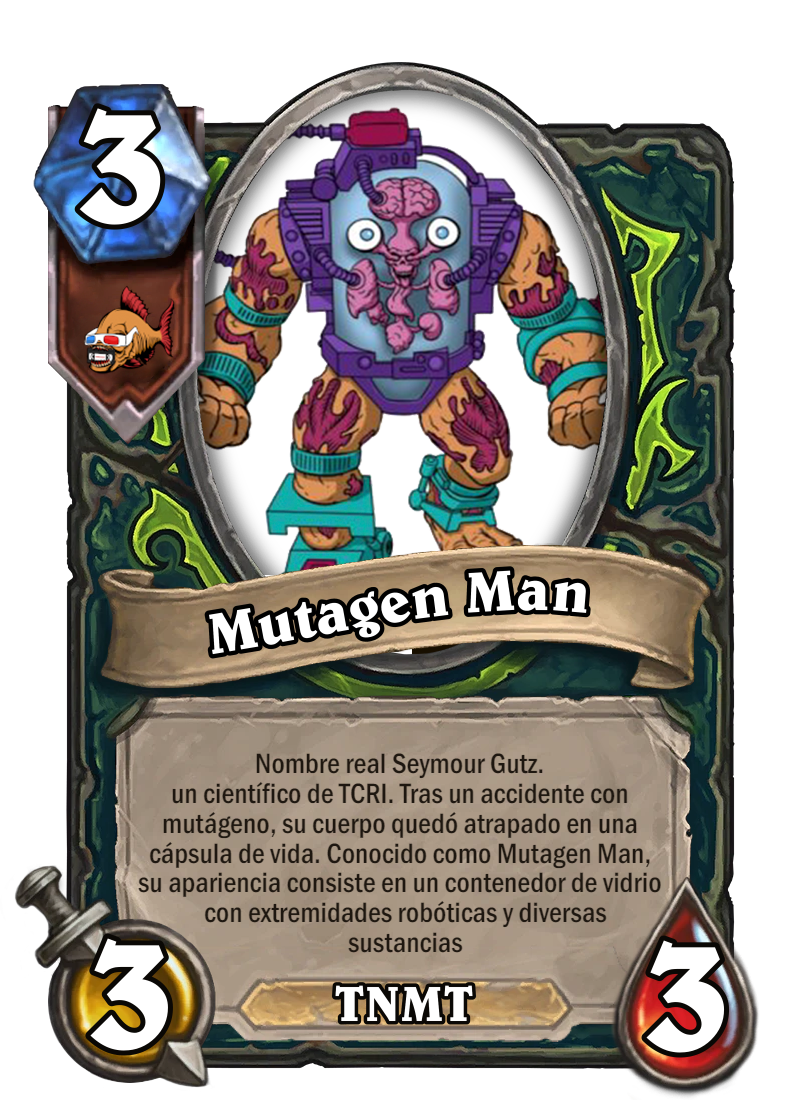 3
Mutagen Man
Nombre real Seymour Gutz.
un científico de TCRI. Tras un accidente con
mutágeno, su cuerpo quedó atrapado en una
cápsula de vida. Conocido como Mutagen Man,
su apariencia consiste en un contenedor de vidrio
con extremidades robóticas y diversas
sustancias
3
TNMT
3